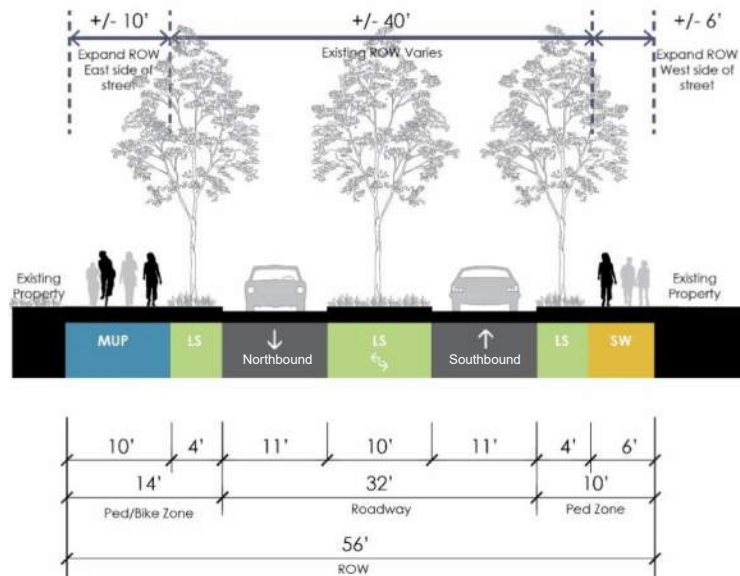 +/- 10'
+/- 40'
+/- 6'
Expand ROW
East side of
street
Existing ROW Varies
Expand ROW
West side of
street
Existing
Property
Existing
Property
MUP
LS
Northbound
LS
Southbound
LS
SW
10'
4'
11'
10'
11'
4'
6'
14'
32'
10'
Ped/Bike Zone
Roadway
Ped Zone
56'
ROW